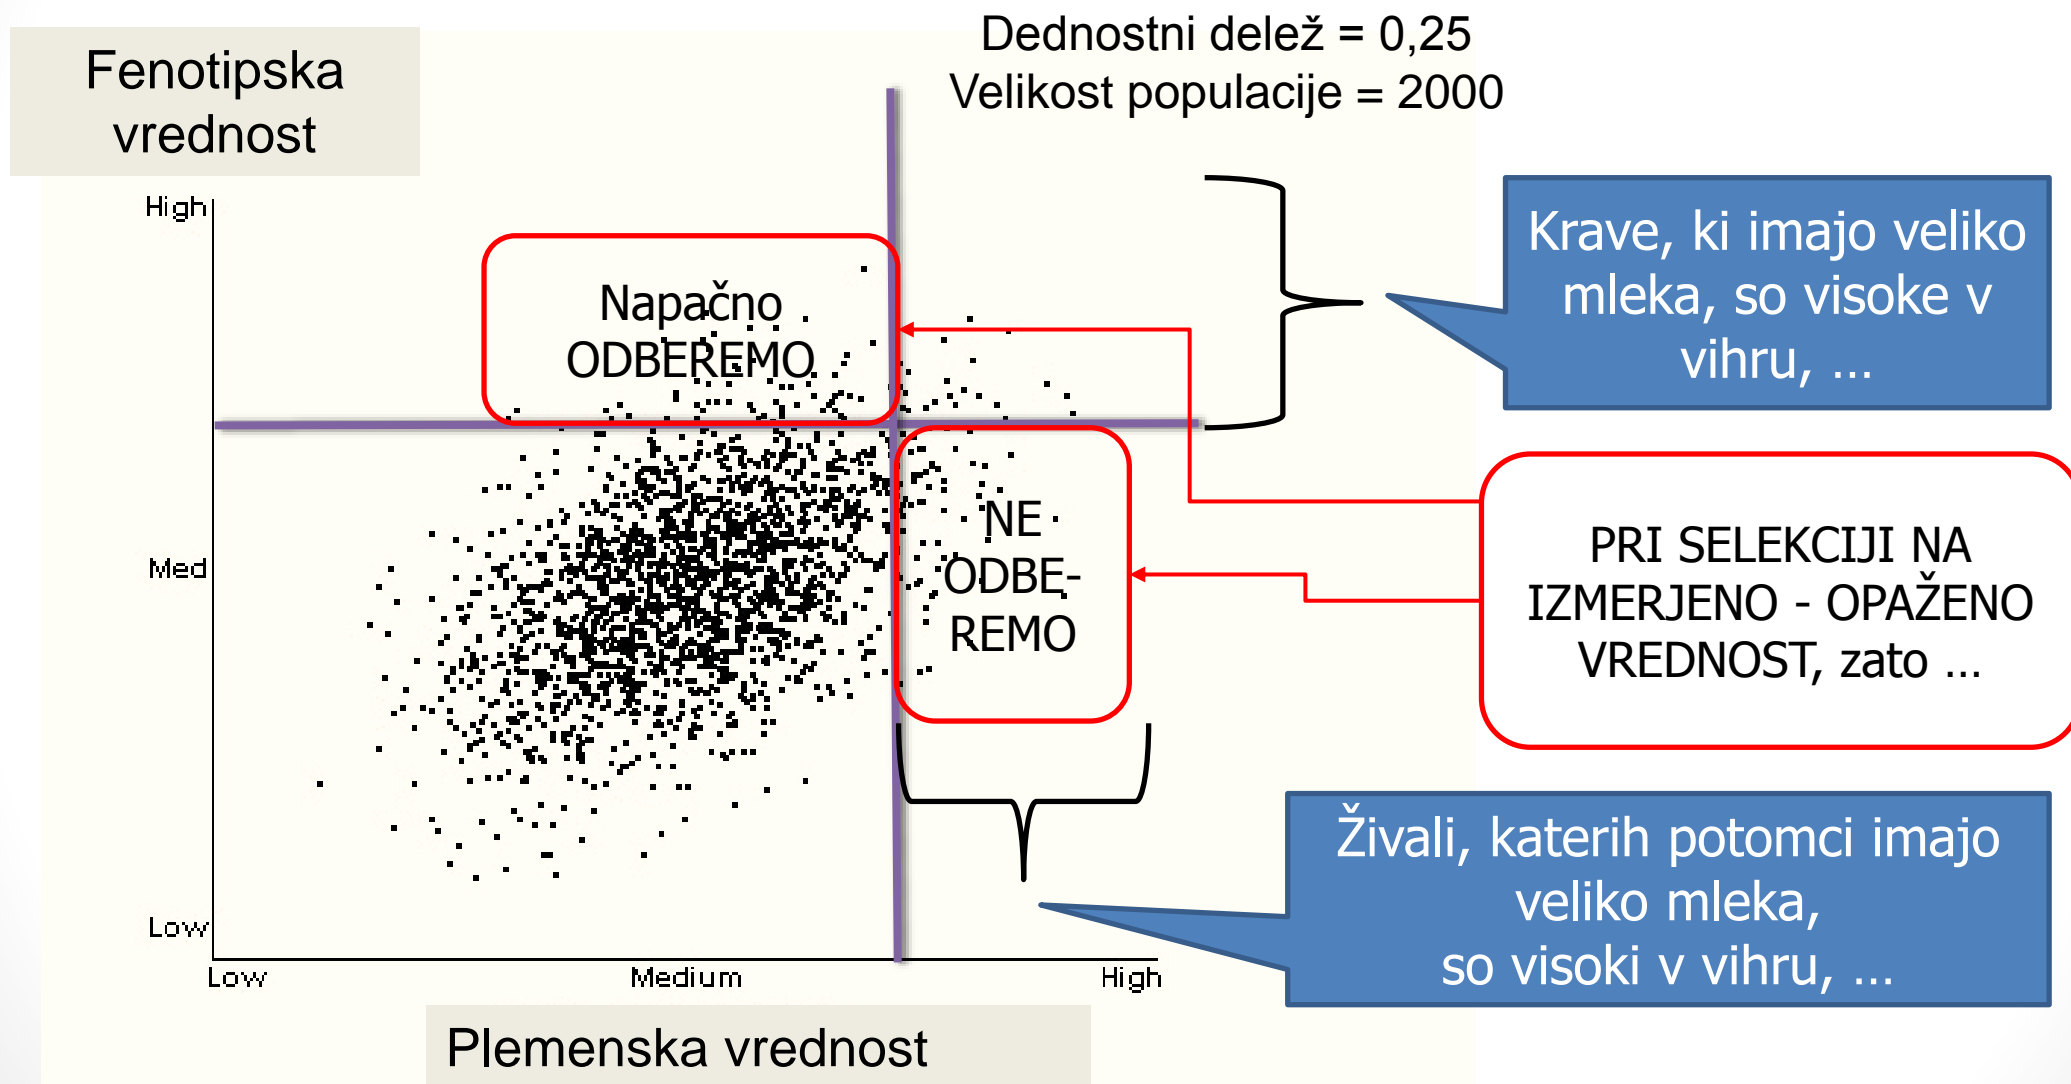 Dednostni delež = 0,25
Velikost populacije = 2000
Fenotipska
vrednost
High
Med
Low
Low
Medium
High
Plemenska vrednost
Napačno
ODBEREMO
NE
ODBE-
REMO
Krave, ki imajo veliko
mleka, so visoke v
vihru, …
PRI SELEKCIJI NA
IZMERJENO - OPAŽENO
VREDNOST, zato …
Živali, katerih potomci imajo
veliko mleka,
so visoki v vihru, …